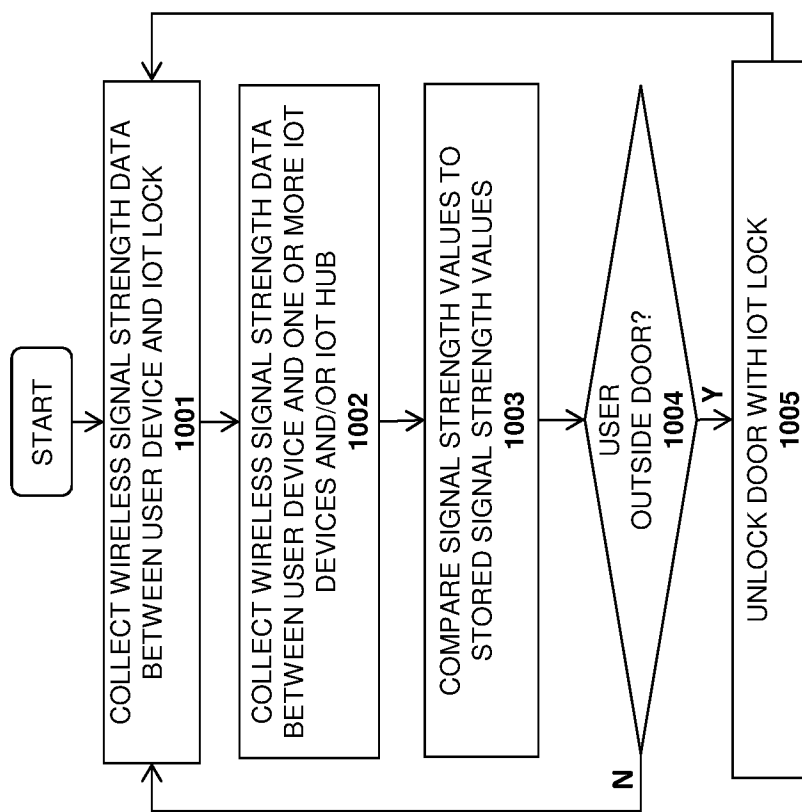 START
COLLECT WIRELESS SIGNAL STRENGTH DATA
BETWEEN USER DEVICE AND IOT LOCK
1001
COLLECT WIRELESS SIGNAL STRENGTH DATA
BETWEEN USER DEVICE AND ONE OR MORE IOT
DEVICES AND/OR IOT HUB
1002
COMPARE SIGNAL STRENGTH VALUES TO
STORED SIGNAL STRENGTH VALUES
1003
USER
OUTSIDE DOOR?
1004
N
Y
UNLOCK DOOR WITH IOT LOCK
1005